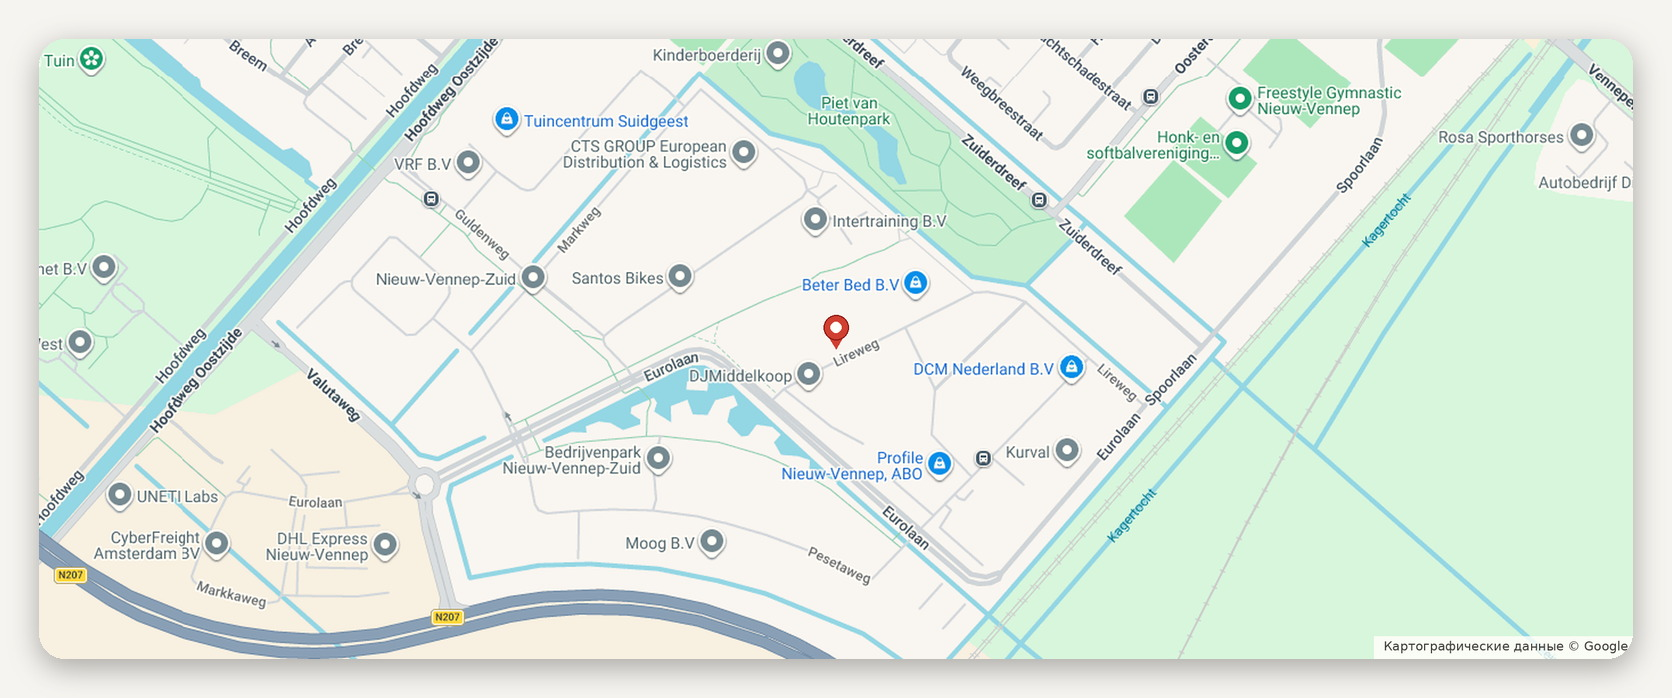 Tuin
Breem
Hoofdweg
Hoofdweg Oostzijde
Kinderboerderij
Weegbreestraat
Freestyle Gymnastic
Nieuw-Vennep
Tuincentrum Suidgeest
Piet van
Houtenpark
CTS GROUP European
Distribution & Logistics
VRF B.V
Honk- en
softbalvereniging...
Rosa Sporthorses
Zuiderdreef
Spoorlaan
Hoofdweg
Guldenweg
Markweg
Intertraining B.V
Kagertocht
Zuiderdreef
Nieuw-Vennep-Zuid
Santos Bikes
Beter Bed B.V
Hoofdweg
Hoofdweg Oostzijde
Valutaweg
Eurolaan
DJMiddelkoop
Lireweg
DCM Nederland B.V
Lireweg
Spoorlaan
Eurolaan
Bedrijvenpark
Nieuw-Vennep-Zuid
Profile
Nieuw-Vennep, ABO
Kurval
Hoofdweg
UNETI Labs
Eurolaan
Kagertocht
CyberFreight
Amsterdam BV
DHL Express
Nieuw-Vennep
Moog B.V
Eurolaan
Pesetaweg
N207
Markkaweg
N207
Картографические данные © Google